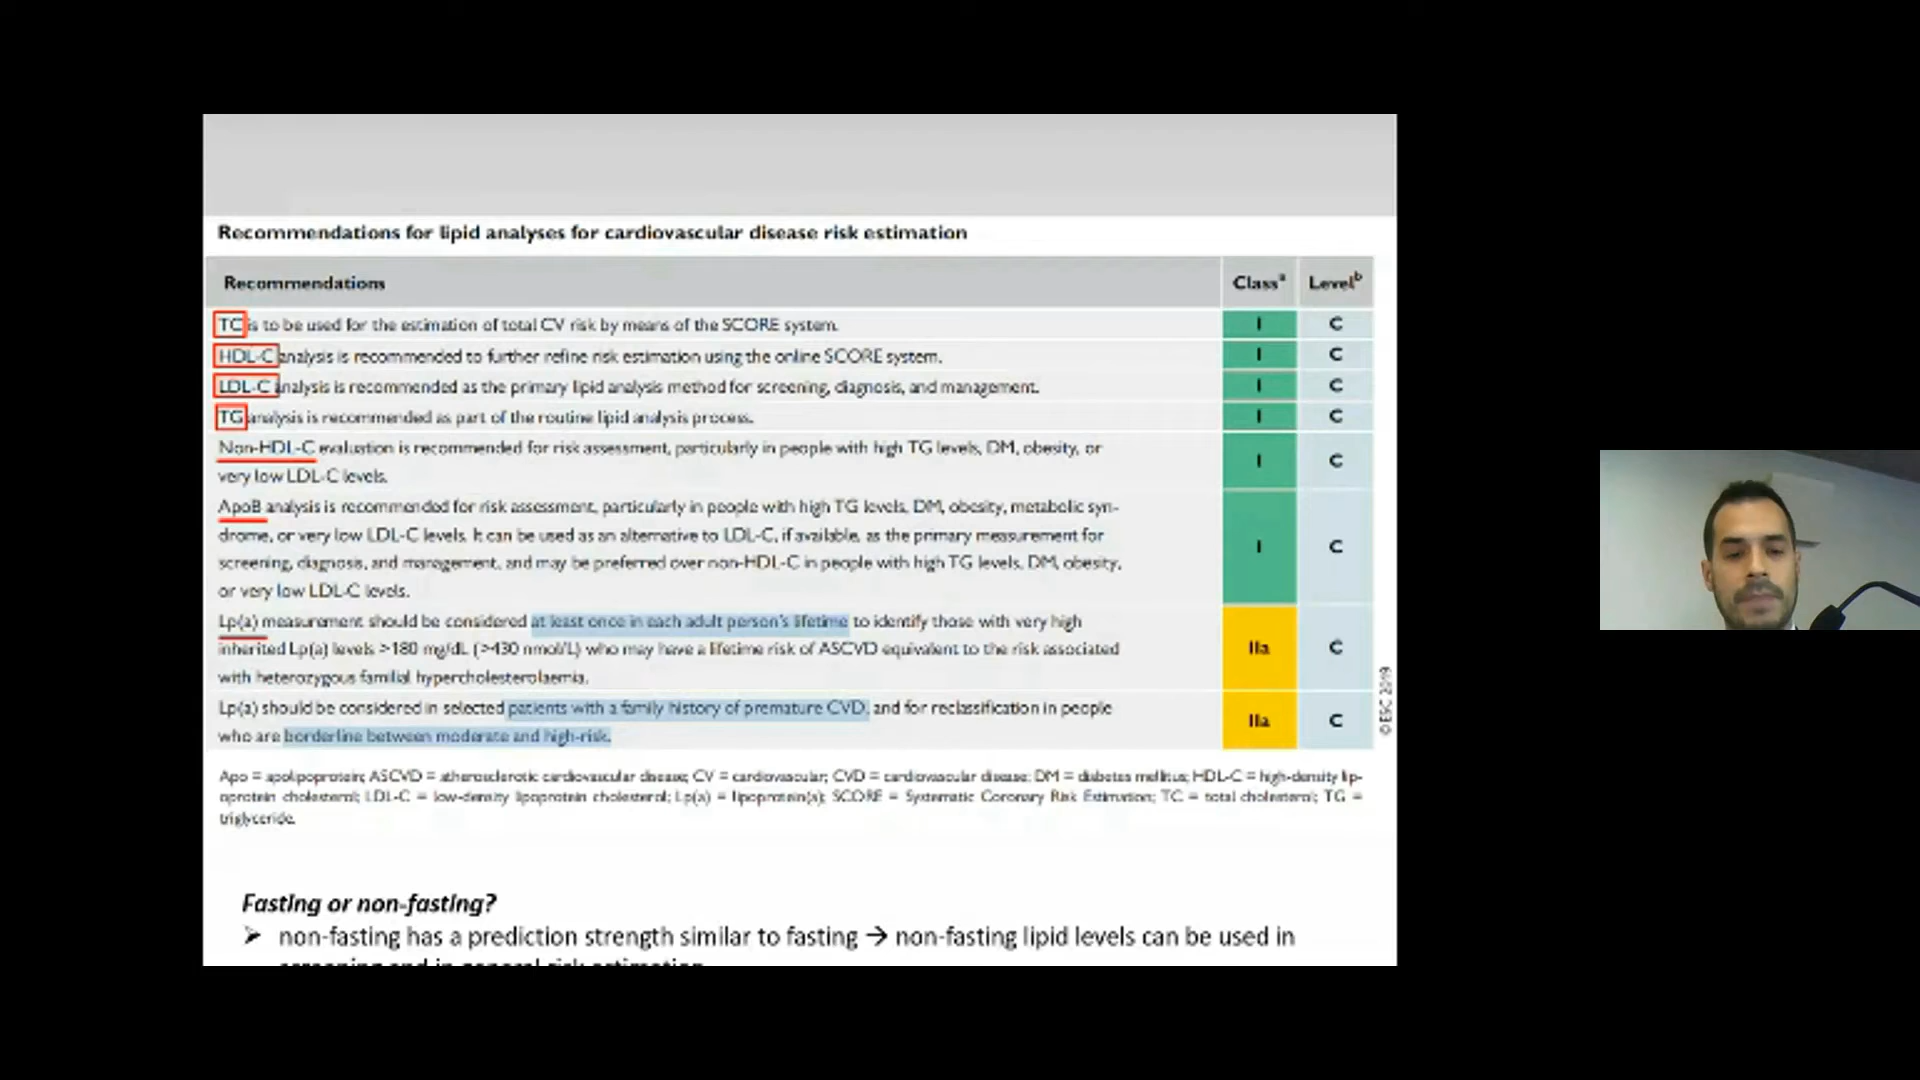 Recommendations for lipid analyses for cardiovascular disease risk estimation
Recommendations Classᵃ Levelᵇ
TC is to be used for the estimation of total CV risk by means of the SCORE system. I C
HDL-C analysis is recommended to further refine risk estimation using the online SCORE system. I C
LDL-C analysis is recommended as the primary lipid analysis method for screening, diagnosis, and management. I C
TG analysis is recommended as part of the routine lipid analysis process. I C
Non-HDL-C evaluation is recommended for risk assessment, particularly in people with high TG levels, DM, obesity, or
very low LDL-C levels. I C
ApoB analysis is recommended for risk assessment, particularly in people with high TG levels, DM, obesity, metabolic syn-
drome, or very low LDL-C levels. It can be used as an alternative to LDL-C, if available, as the primary measurement for
screening, diagnosis, and management, and may be preferred over non-HDL-C in people with high TG levels, DM, obesity,
or very low LDL-C levels. I C
Lp(a) measurement should be considered at least once in each adult person's lifetime to identify those with very high
inherited Lp(a) levels >180 mg/dL (>430 nmol/L) who may have a lifetime risk of ASCVD equivalent to the risk associated
with heterozygous familial hypercholesterolaemia. IIa C
Lp(a) should be considered in selected patients with a family history of premature CVD, and for reclassification in people
who are borderline between moderate and high-risk. IIa C
©ESC 2019
Apo = apolipoprotein; ASCVD = atherosclerotic cardiovascular disease; CV = cardiovascular; CVD = cardiovascular disease; DM = diabetes mellitus; HDL-C = high-density lip-
oprotein cholesterol; LDL-C = low-density lipoprotein cholesterol; Lp(a) = lipoprotein(a); SCORE = Systematic Coronary Risk Estimation; TC = total cholesterol; TG =
triglyceride.
Fasting or non-fasting?
➢ non-fasting has a prediction strength similar to fasting → non-fasting lipid levels can be used in
screening and in general risk estimation